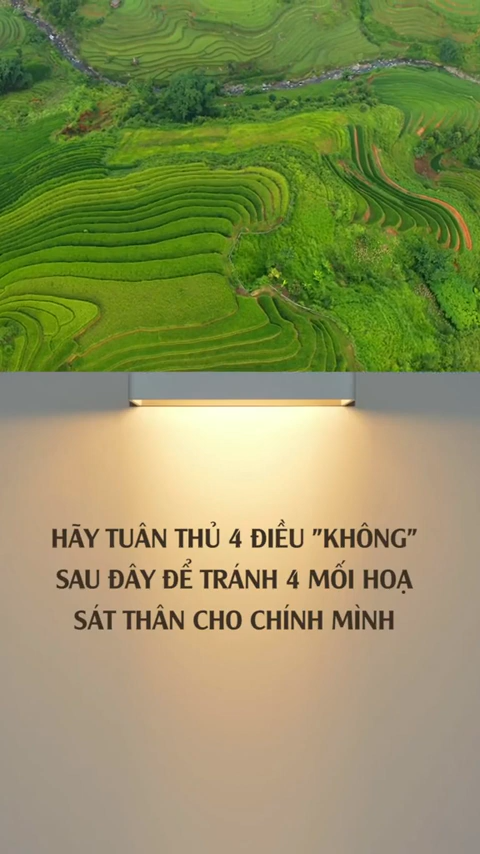 HÃY TUÂN THỦ 4 ĐIỀU "KHÔNG"
SAU ĐÂY ĐỂ TRÁNH 4 MỐI HOẠ
SÁT THÂN CHO CHÍNH MÌNH